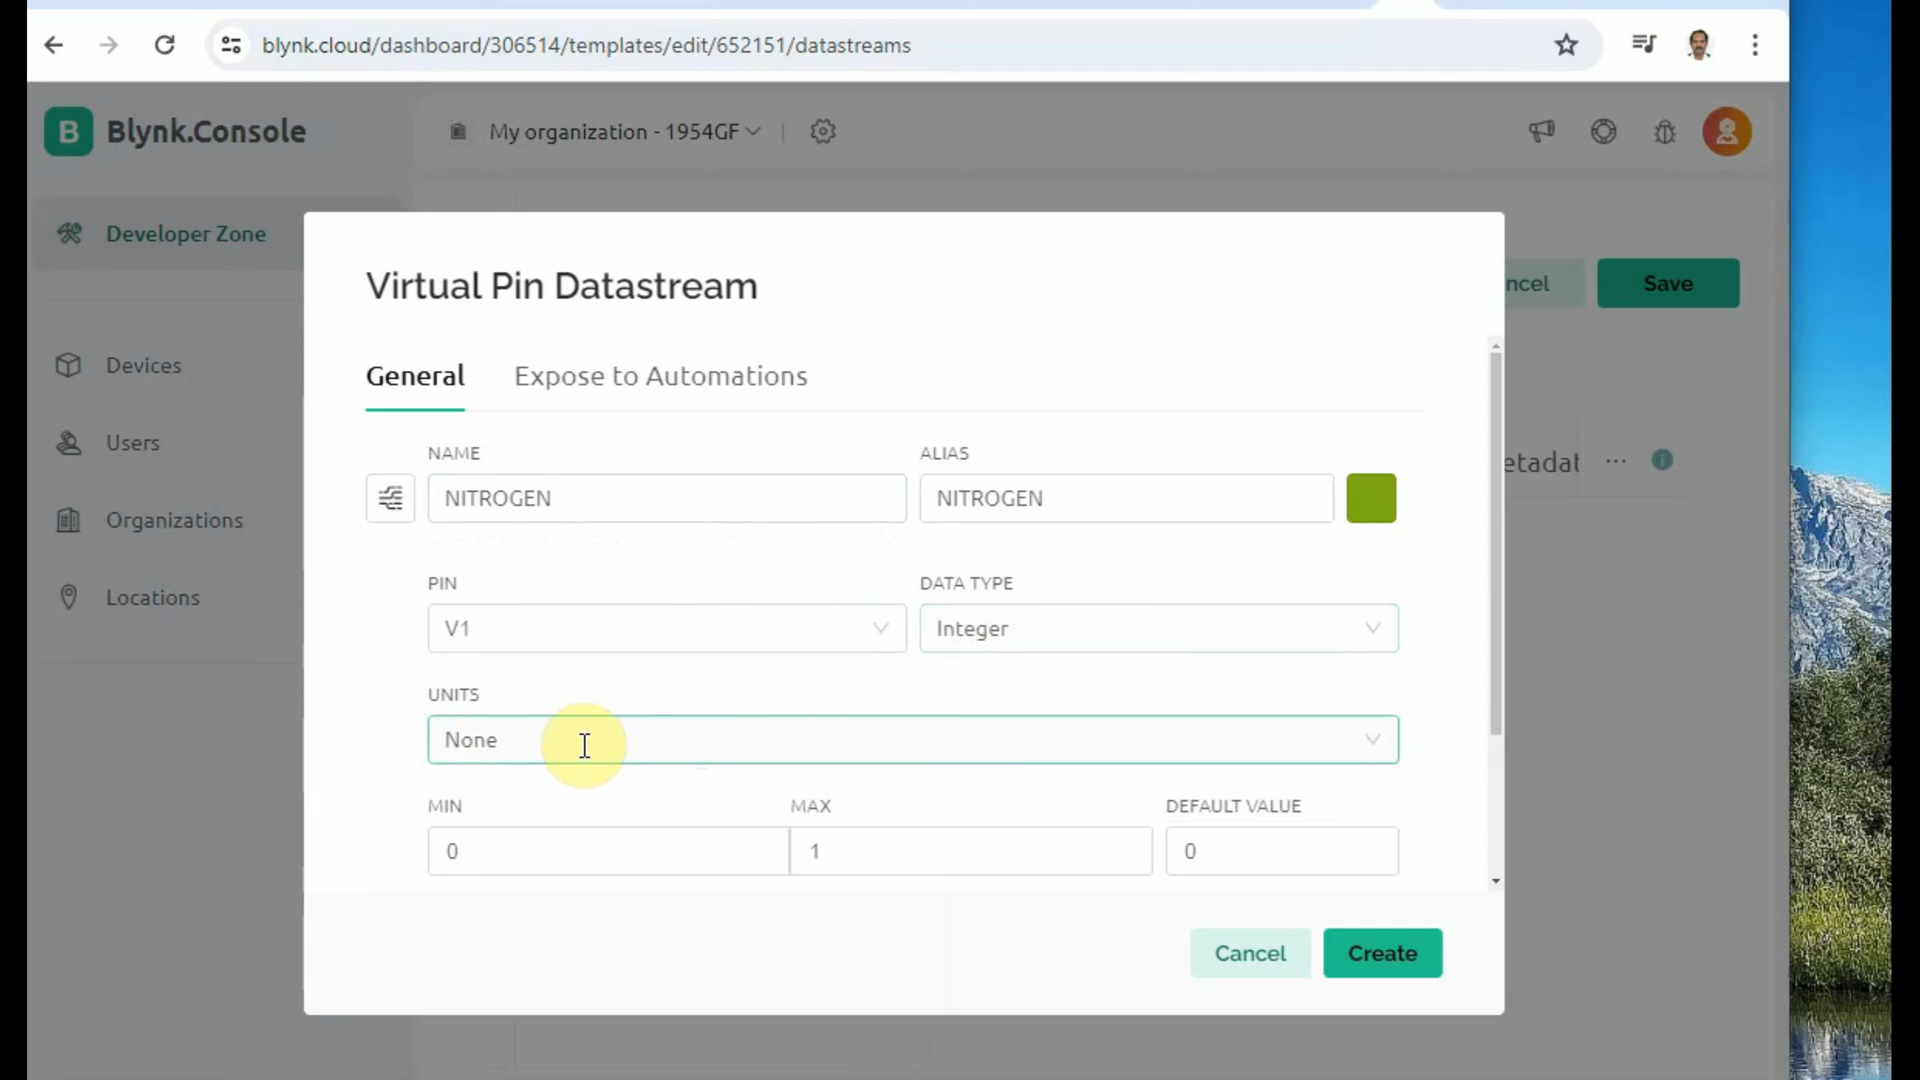 blynk.cloud/dashboard/306514/templates/edit/652151/datastreams
B Blynk.Console
My organization - 1954GF
Developer Zone
Devices
Users
Organizations
Locations
ncel
Save
etadat ...
Virtual Pin Datastream
General
Expose to Automations
NAME
ALIAS
NITROGEN
NITROGEN
PIN
DATA TYPE
V1
Integer
UNITS
None
MIN
MAX
DEFAULT VALUE
0
1
0
Cancel
Create